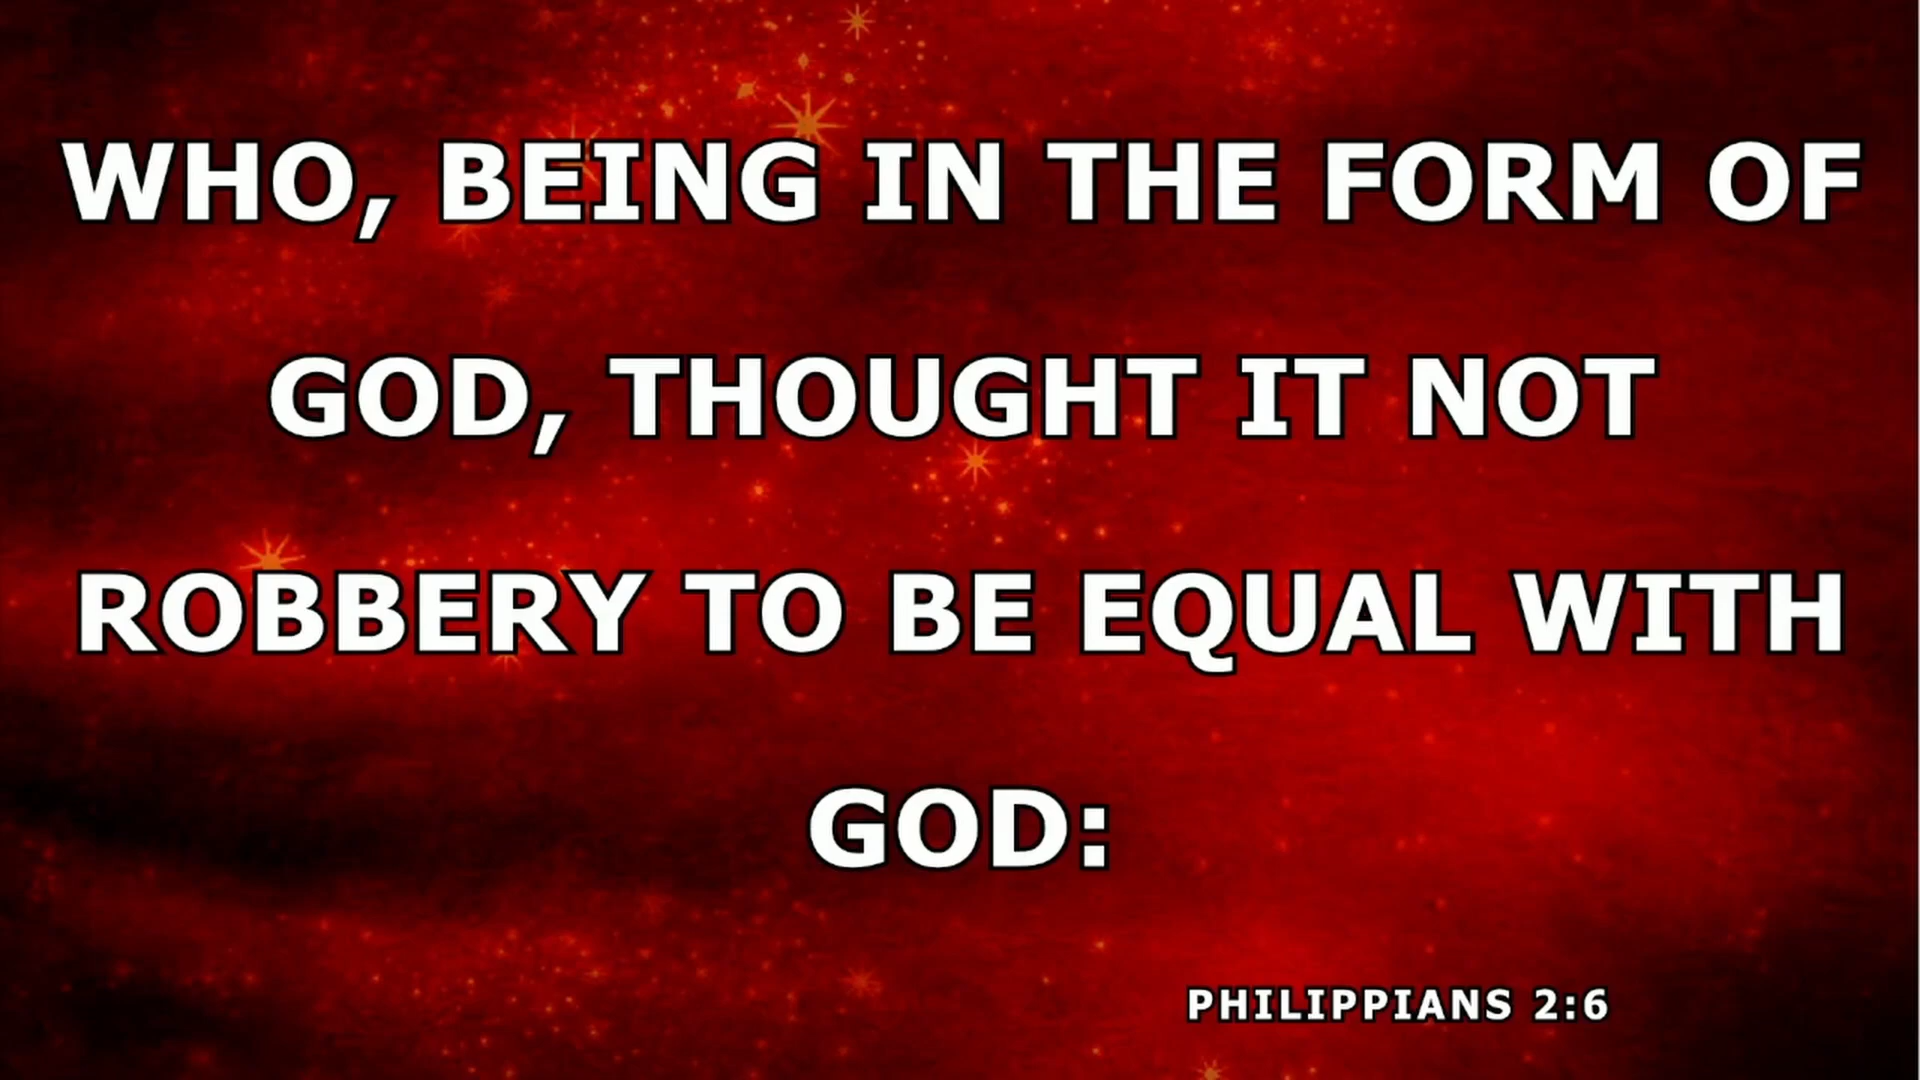 WHO, BEING IN THE FORM OF
GOD, THOUGHT IT NOT
ROBBERY TO BE EQUAL WITH
GOD:
PHILIPPIANS 2:6